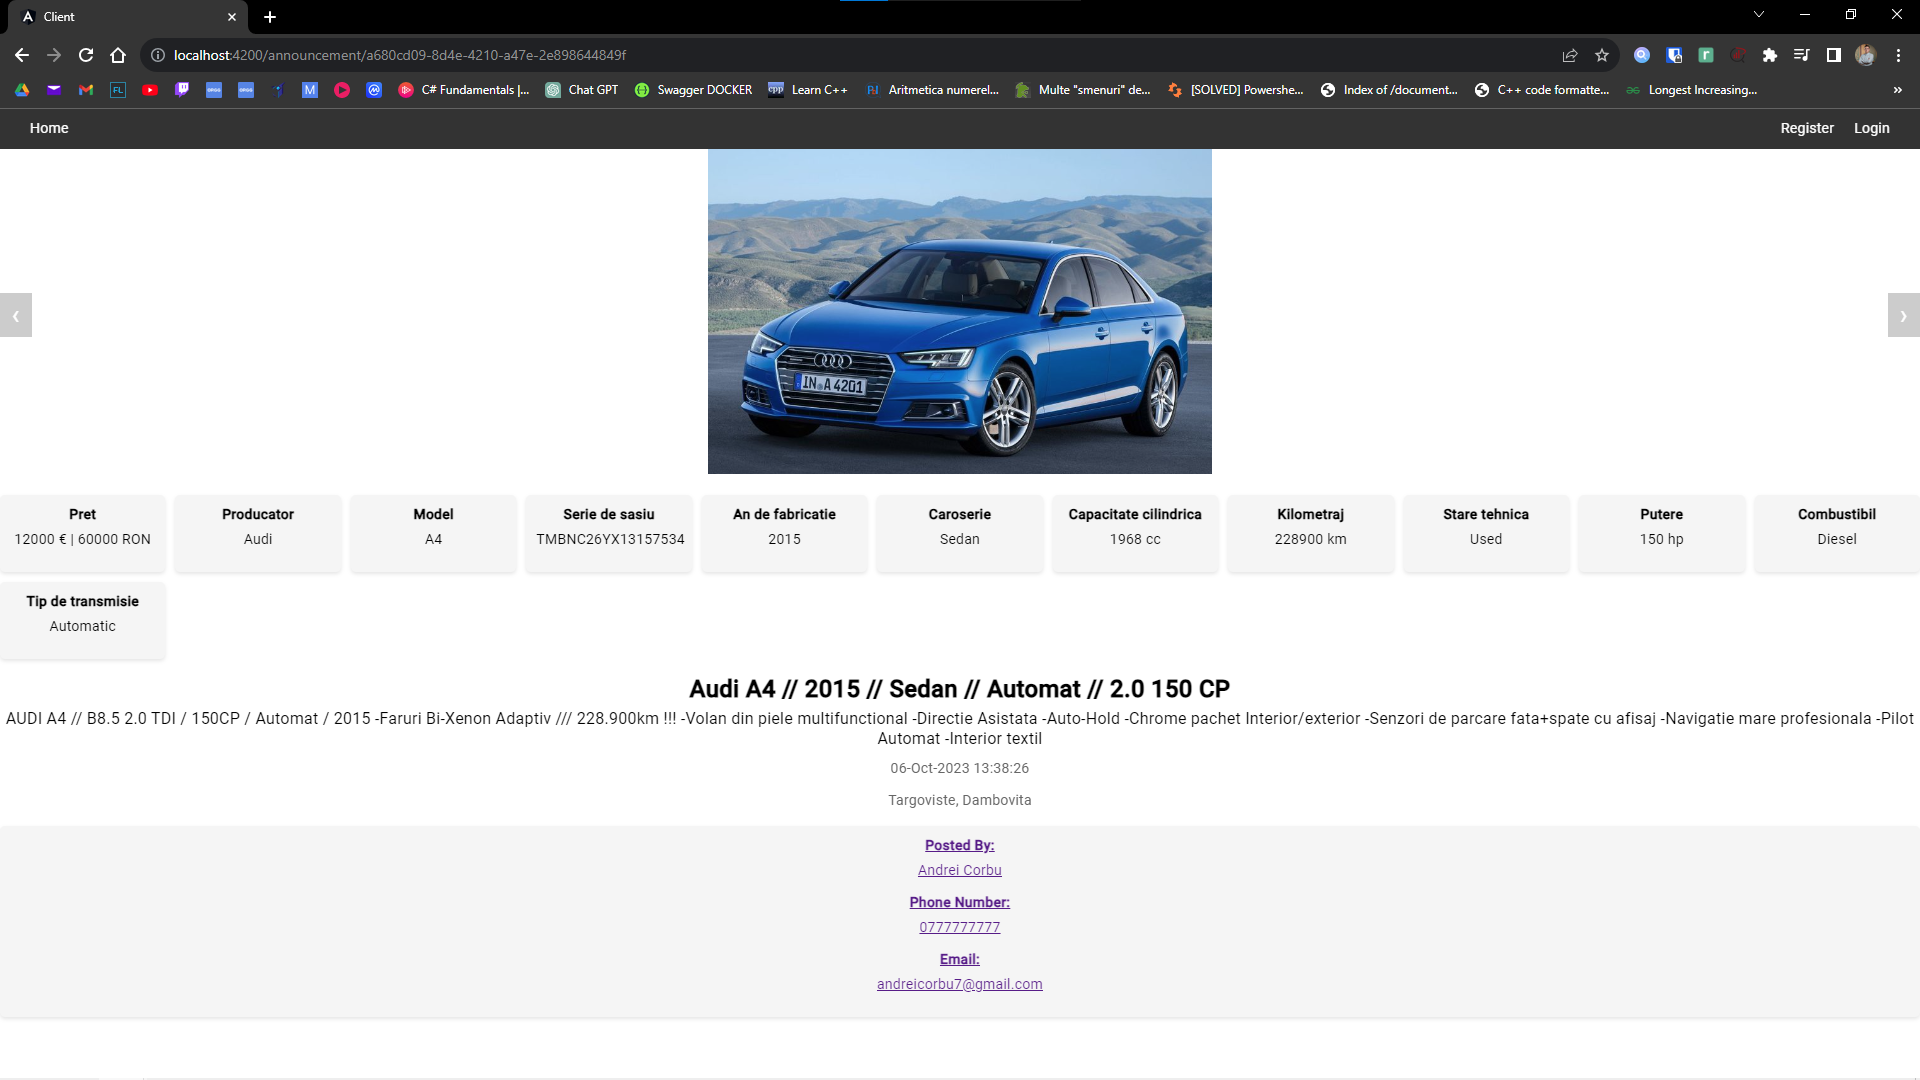 Client
localhost:4200/announcement/a680cd09-8d4e-4210-a47e-2e898644849f
C# Fundamentals |... Chat GPT Swagger DOCKER Learn C++ Aritmetica numerel... Multe "smenuri" de... [SOLVED] Powershe... Index of /document... C++ code formatte... Longest Increasing...
Home Register Login
IN A 4201
Pret Producator Model Serie de sasiu An de fabricatie Caroserie Capacitate cilindrica Kilometraj Stare tehnica Putere Combustibil
12000 € | 60000 RON Audi A4 TMBNC26YX13157534 2015 Sedan 1968 cc 228900 km Used 150 hp Diesel
Tip de transmisie
Automatic
Audi A4 // 2015 // Sedan // Automat // 2.0 150 CP
AUDI A4 // B8.5 2.0 TDI / 150CP / Automat / 2015 -Faruri Bi-Xenon Adaptiv /// 228.900km !!! -Volan din piele multifunctional -Directie Asistata -Auto-Hold -Chrome pachet Interior/exterior -Senzori de parcare fata+spate cu afisaj -Navigatie mare profesionala -Pilot
Automat -Interior textil
06-Oct-2023 13:38:26
Targoviste, Dambovita
Posted By:
Andrei Corbu
Phone Number:
0777777777
Email:
andreicorbu7@gmail.com